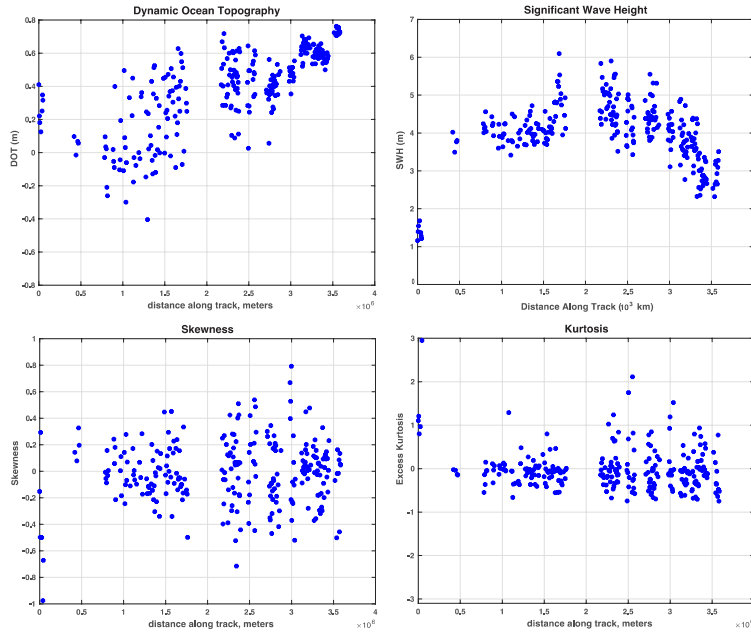 Dynamic Ocean Topography
0.8
0.6
0.4
0.2
0
0.2
0.4
0.6
0.8
DOT (m)
0 0.5 1 1.5 2 2.5 3 3.5 4
distance along track, meters
×10⁶
Significant Wave Height
7
6
5
4
3
2
1
0
SWH (m)
0 0.5 1 1.5 2 2.5 3 3.5 4
Distance Along Track (10³ km)
Skewness
1
0.8
0.6
0.4
0.2
0
0.2
0.4
0.6
0.8
-1
Skewness
0 0.5 1 1.5 2 2.5 3 3.5 4
distance along track, meters
×10⁶
Kurtosis
3
2
1
0
-1
-2
-3
Excess Kurtosis
0 0.5 1 1.5 2 2.5 3 3.5
distance along track, meters
×10